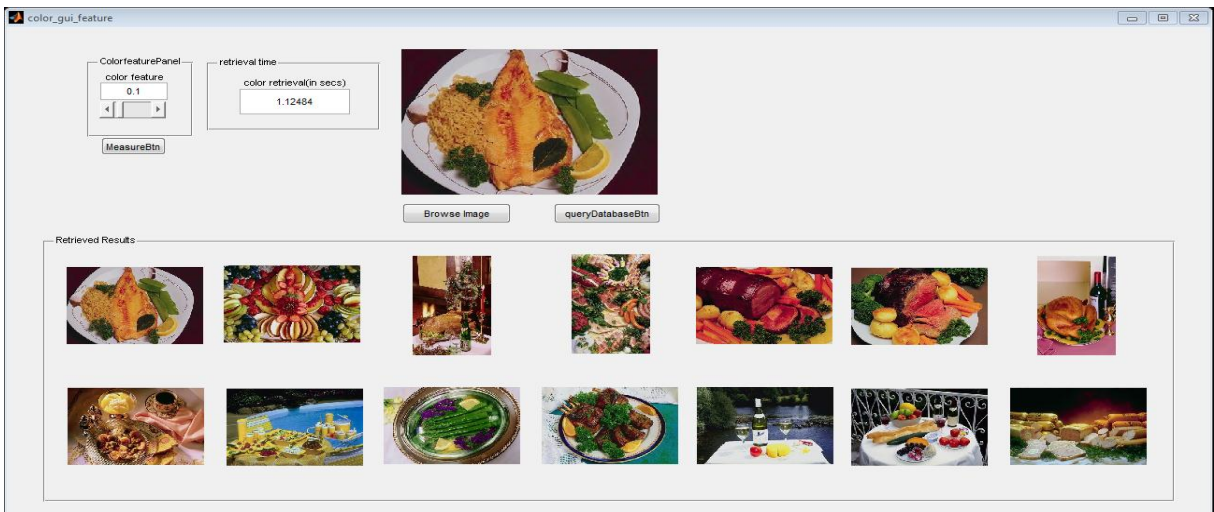 color_gui_feature
ColorfeaturePanel
color feature
0.1
MeasureBtn
retrieval time
color retrieval(in secs)
1.12484
Browse Image
queryDatabaseBtn
Retrieved Results